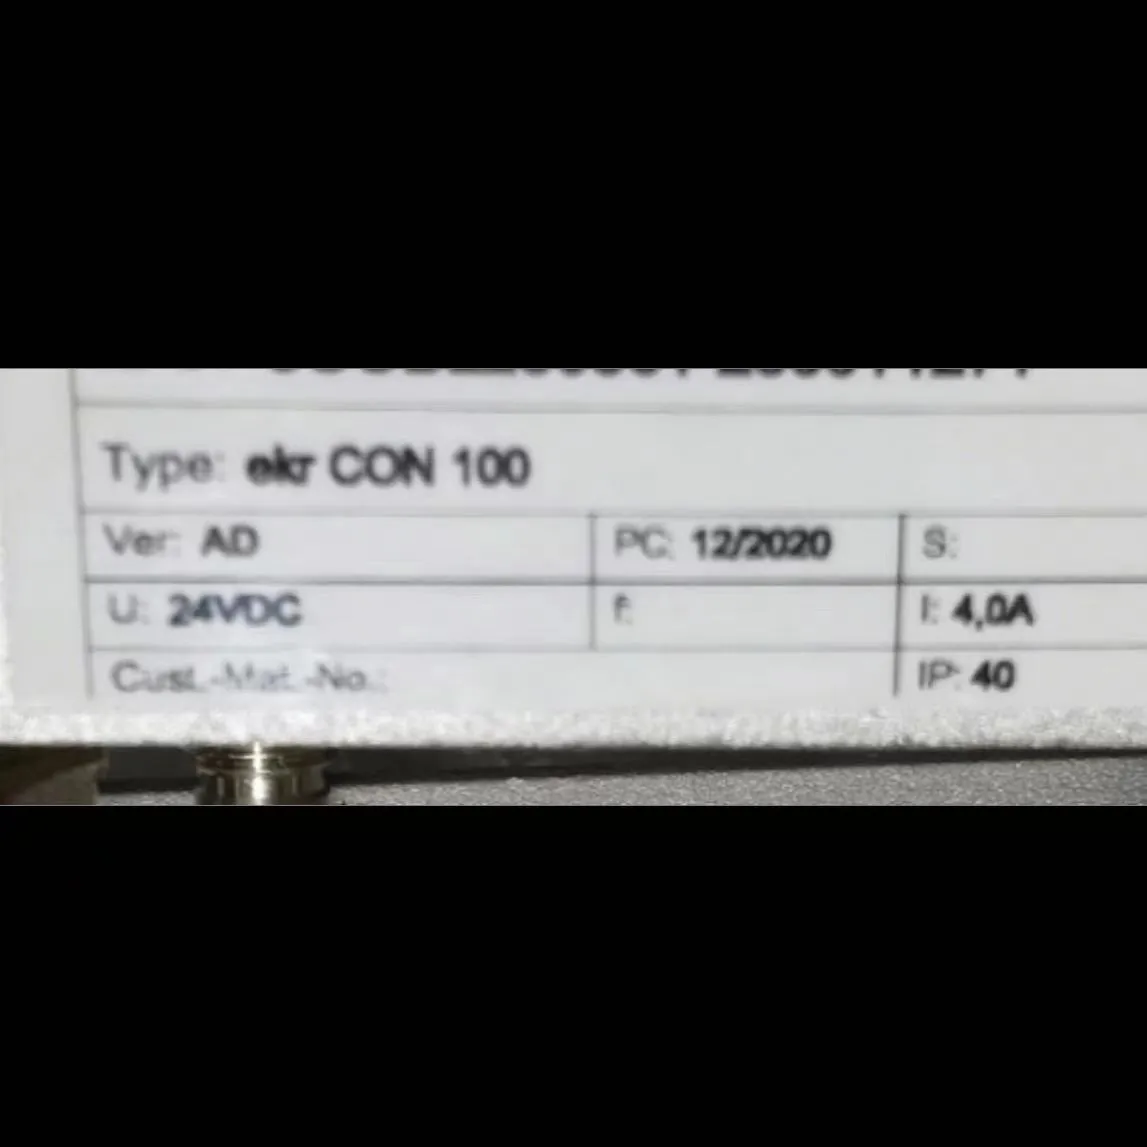 Type: ekr CON 100
Ver: AD PC: 12/2020 S:
U: 24VDC f: I: 4,0A
Cust.-Mat.-No.: IP: 40